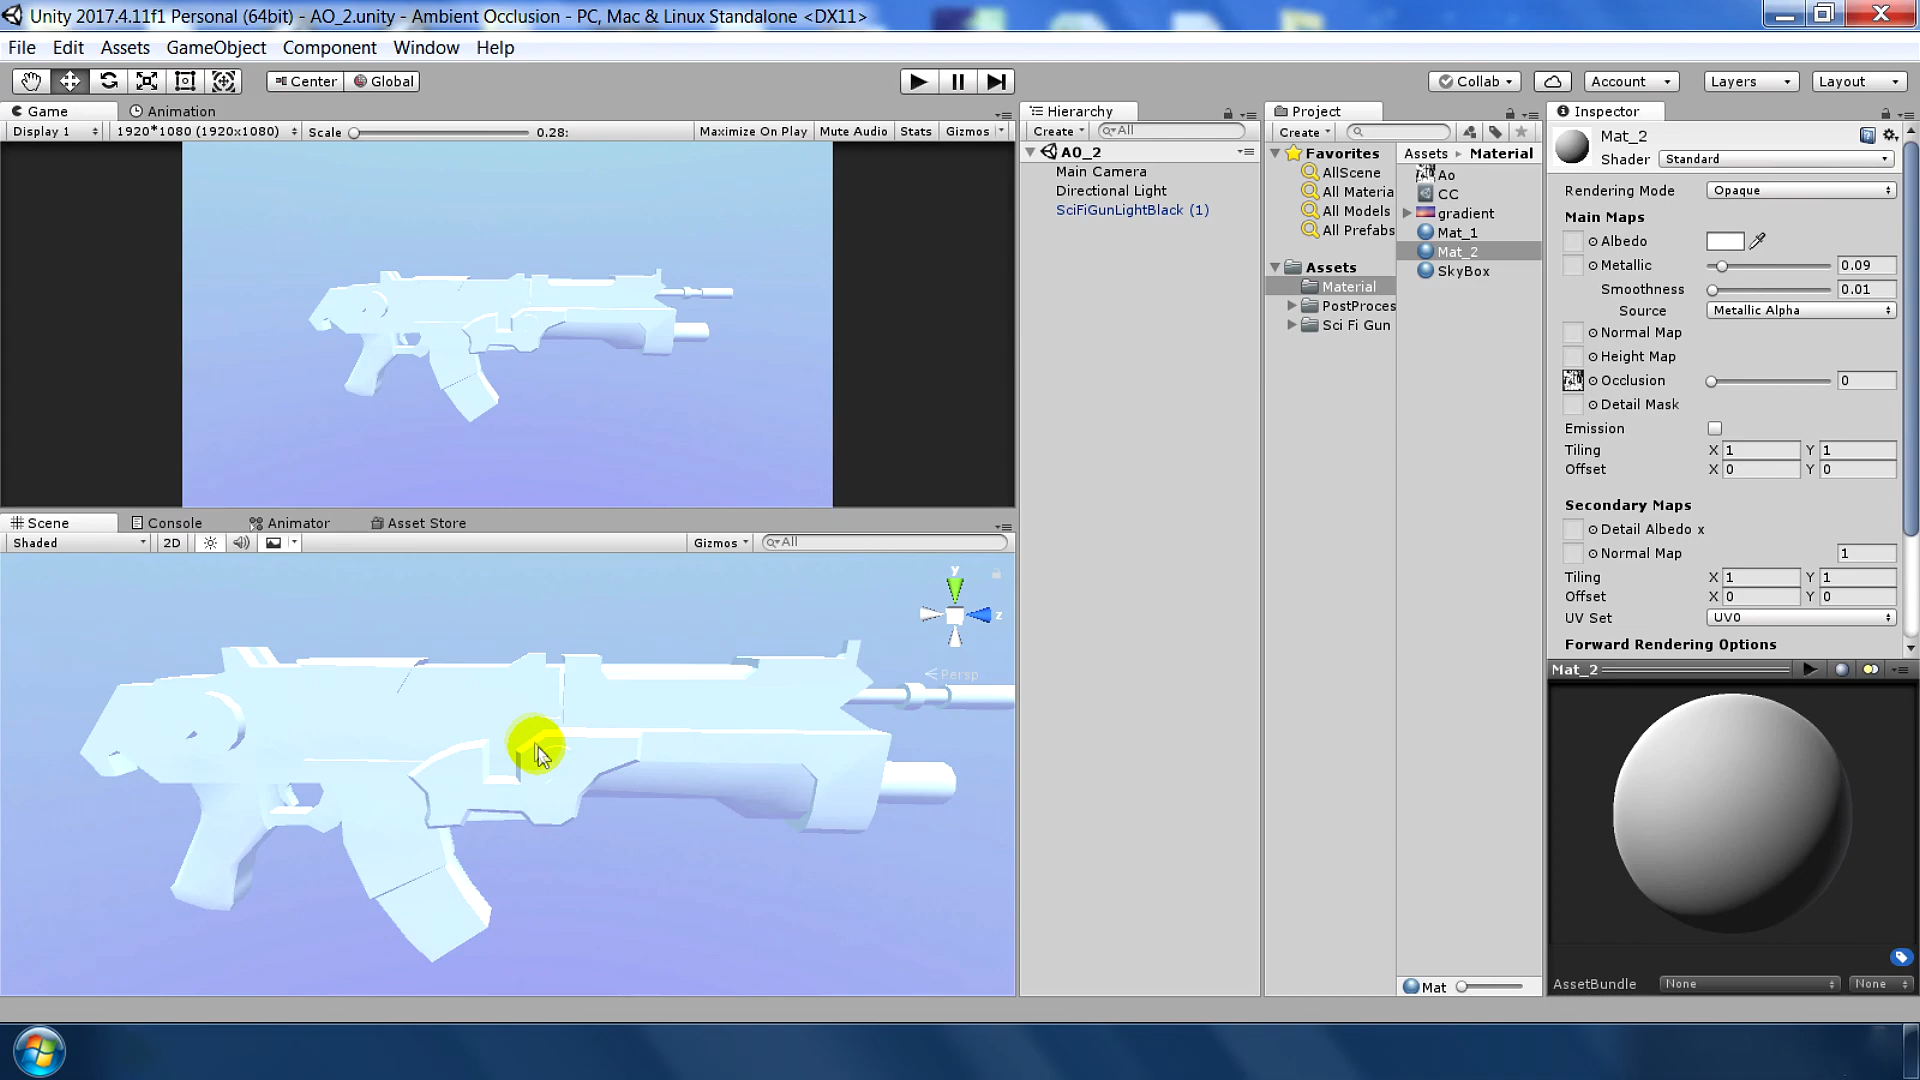 Unity 2017.4.11f1 Personal (64bit) - AO_2.unity - Ambient Occlusion - PC, Mac & Linux Standalone <DX11>
File Edit Assets GameObject Component Window Help
Center Global Collab Account Layers Layout
Game Animation
Display 1 1920*1080 (1920x1080) Scale 0.28: Maximize On Play Mute Audio Stats Gizmos
Scene Console Animator Asset Store
Shaded 2D Gizmos All
y
z
Persp
Hierarchy
Create All
AO_2
Main Camera
Directional Light
SciFiGunLightBlack (1)
Project
Create
Favorites
AllScene
All Materia
All Models
All Prefabs
Assets
Material
PostProces
Sci Fi Gun
Assets Material
Ao
CC
gradient
Mat_1
Mat_2
SkyBox
Mat
Inspector
Mat_2
Shader Standard
Rendering Mode Opaque
Main Maps
Albedo
Metallic 0.09
Smoothness 0.01
Source Metallic Alpha
Normal Map
Height Map
Occlusion 0
Detail Mask
Emission
Tiling X 1 Y 1
Offset X 0 Y 0
Secondary Maps
Detail Albedo x
Normal Map 1
Tiling X 1 Y 1
Offset X 0 Y 0
UV Set UV0
Forward Rendering Options
Mat_2
AssetBundle None None